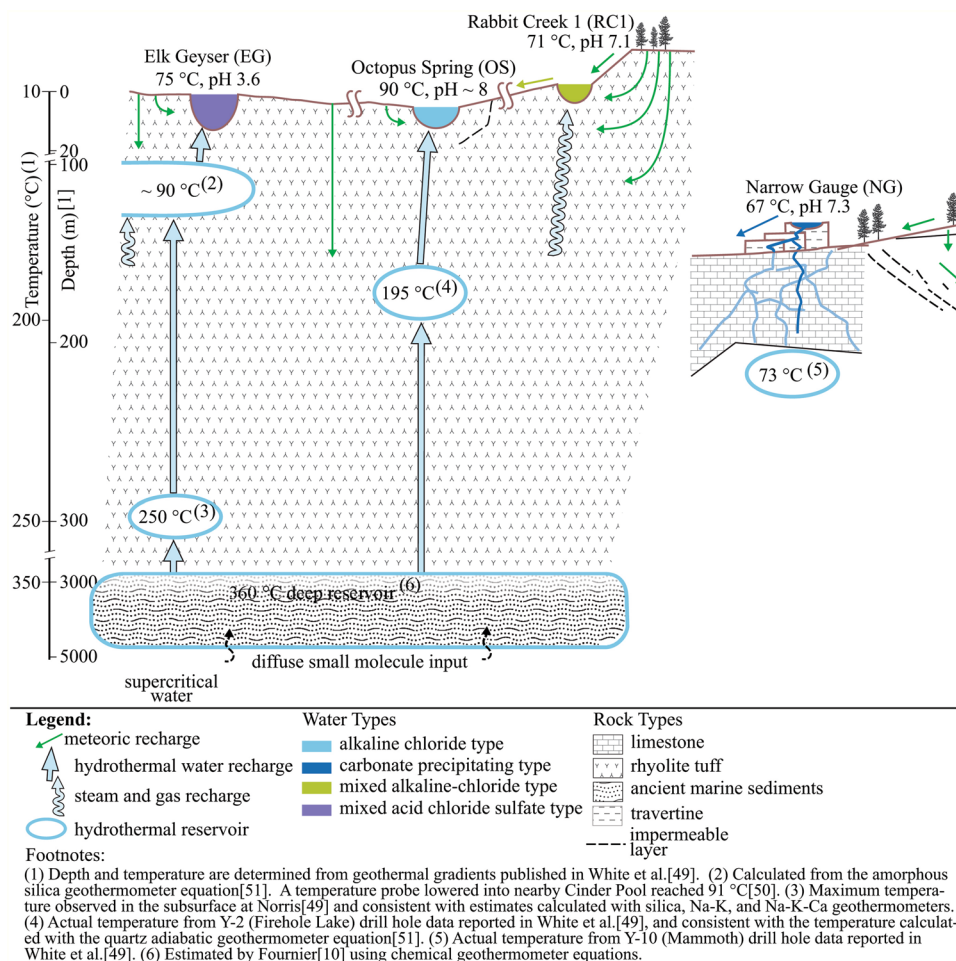 Rabbit Creek 1 (RC1)
71 °C, pH 7.1
Elk Geyser (EG)
75 °C, pH 3.6
Octopus Spring (OS)
90 °C, pH ~ 8
10 0
20
100
~ 90 °C(2)
Temperature (°C)(1)
Depth (m)[1]
Narrow Gauge (NG)
67 °C, pH 7.3
195 °C(4)
200
200
73 °C (5)
250 °C(3)
250 300
350 3000
360 °C deep reservoir(6)
5000
diffuse small molecule input
supercritical
water
Legend:
meteoric recharge
hydrothermal water recharge
steam and gas recharge
hydrothermal reservoir
Water Types
alkaline chloride type
carbonate precipitating type
mixed alkaline-chloride type
mixed acid chloride sulfate type
Rock Types
limestone
rhyolite tuff
ancient marine sediments
travertine
impermeable
layer
Footnotes:
(1) Depth and temperature are determined from geothermal gradients published in White et al.[49]. (2) Calculated from the amorphous
silica geothermometer equation[51]. A temperature probe lowered into nearby Cinder Pool reached 91 °C[50]. (3) Maximum tempera-
ture observed in the subsurface at Norris[49] and consistent with estimates calculated with silica, Na-K, and Na-K-Ca geothermometers.
(4) Actual temperature from Y-2 (Firehole Lake) drill hole data reported in White et al.[49], and consistent with the temperature calculat-
ed with the quartz adiabatic geothermometer equation[51]. (5) Actual temperature from Y-10 (Mammoth) drill hole data reported in
White et al.[49]. (6) Estimated by Fournier[10] using chemical geothermometer equations.